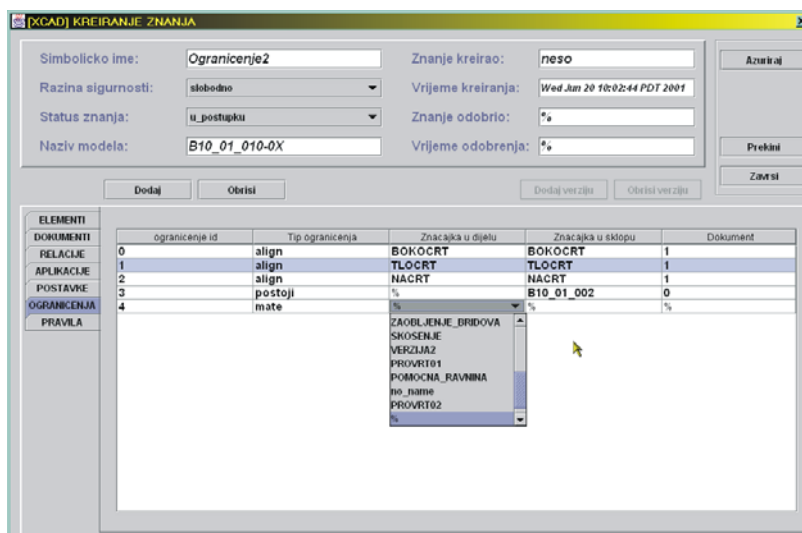 [XCAD] KREIRANJE ZNANJA
Simbolicko ime: Ogranicenje2 Znanje kreirao: neso Azuriraj
Razina sigurnosti: slobodno Vrijeme kreiranja: Wed Jun 20 10:02:44 PDT 2001
Status znanja: u_postupku Znanje odobrio: %
Naziv modela: B10_01_010-0X Vrijeme odobrenja: % Prekini
Zavrsi
Dodaj Obrisi Dodaj verziju Obrisi verziju
ELEMENTI
DOKUMENTI ogranicenje id Tip ogranicenja Znacajka u dijelu Znacajka u sklopu Dokument
RELACIJE 0 align BOKOCRT BOKOCRT 1
APLIKACIJE 1 align TLOCRT TLOCRT 1
2 align NACRT NACRT 1
POSTAVKE 3 postoji % B10_01_002 0
OGRANICENJA 4 mate % % %
PRAVILA ZAOBLJENJE_BRIDOVA
SKOSENJE
VERZIJA2
PROVRT01
POMOCNA_RAVNINA
no_name
PROVRT02
%